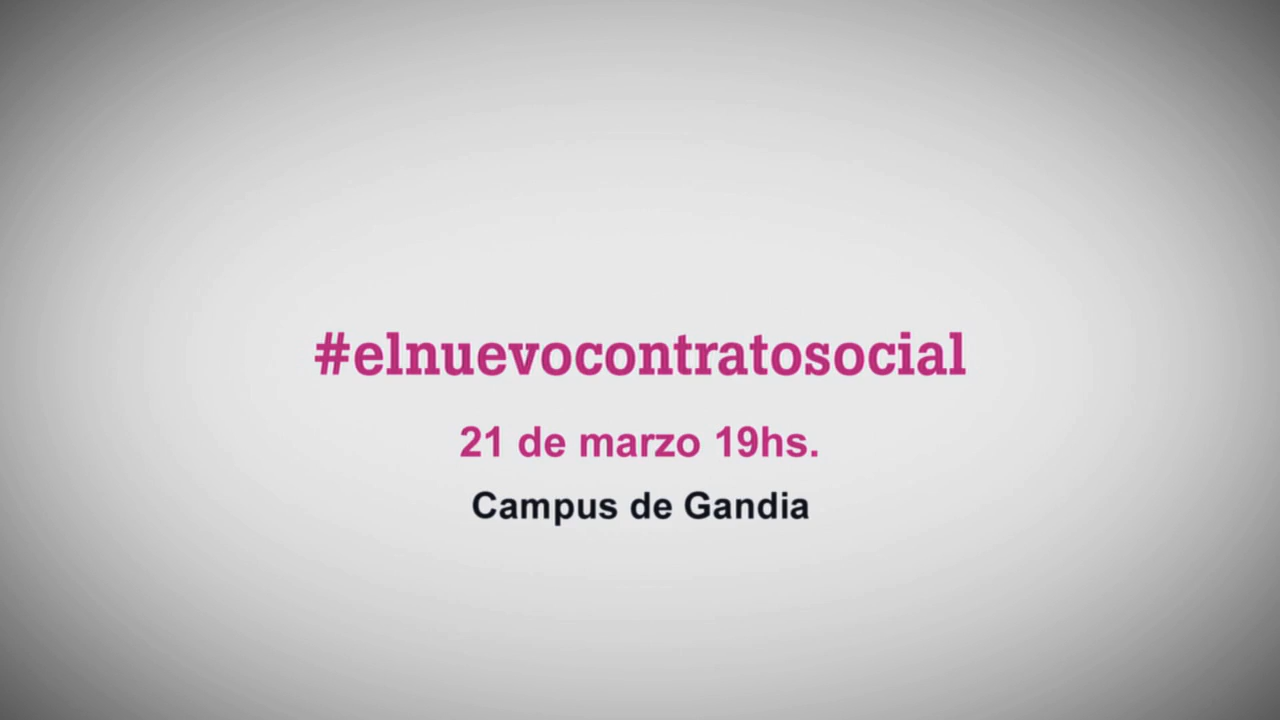 #elnuevocontratosocial
21 de marzo 19hs.
Campus de Gandia